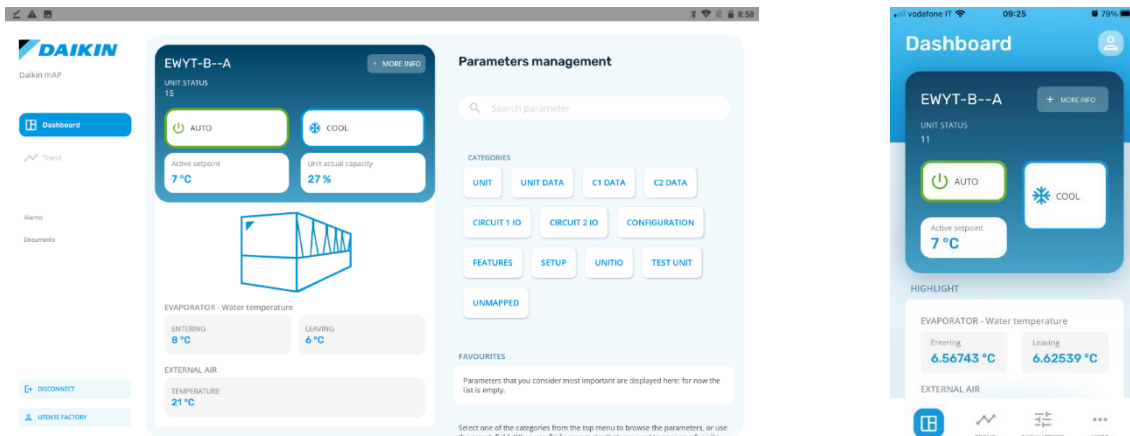 8:58
DAIKIN
Daikin mAP
Dashboard
Trend
Alarms
Documents
DISCONNECT
UTENTE FACTORY
EWYT-B--A
+ MORE INFO
UNIT STATUS
15
AUTO
COOL
Active setpoint
7 °C
Unit actual capacity
27 %
EVAPORATOR - Water temperature
ENTERING
8 °C
LEAVING
6 °C
EXTERNAL AIR
TEMPERATURE
21 °C
Parameters management
Search parameter
CATEGORIES
UNIT
UNIT DATA
C1 DATA
C2 DATA
CIRCUIT 1 IO
CIRCUIT 2 IO
CONFIGURATION
FEATURES
SETUP
UNITIO
TEST UNIT
UNMAPPED
FAVOURITES
Parameters that you consider most important are displayed here: for now the
list is empty.
Select one of the categories from the top menu to browse the parameters, or use
vodafone IT
09:25
79%
Dashboard
EWYT-B--A
+ MORE INFO
UNIT STATUS
11
AUTO
COOL
Active setpoint
7 °C
HIGHLIGHT
EVAPORATOR - Water temperature
Entering
6.56743 °C
Leaving
6.62539 °C
EXTERNAL AIR